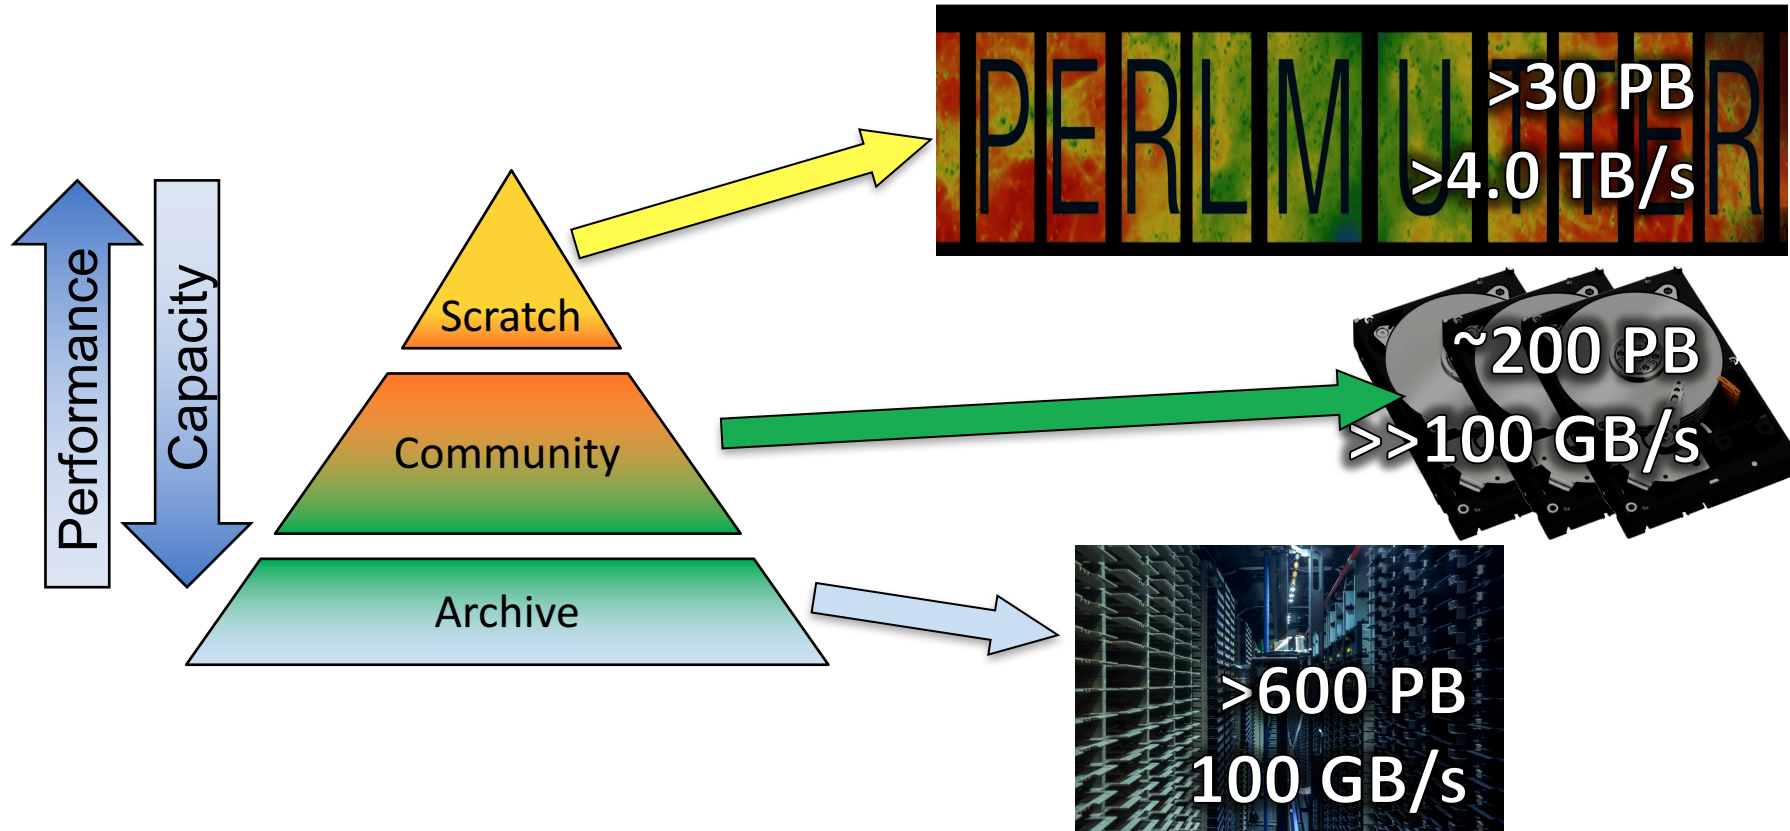 Performance
Capacity
Scratch
Community
Archive
PERLMUTTER
>30 PB
>4.0 TB/s
~200 PB
>>100 GB/s
>600 PB
100 GB/s